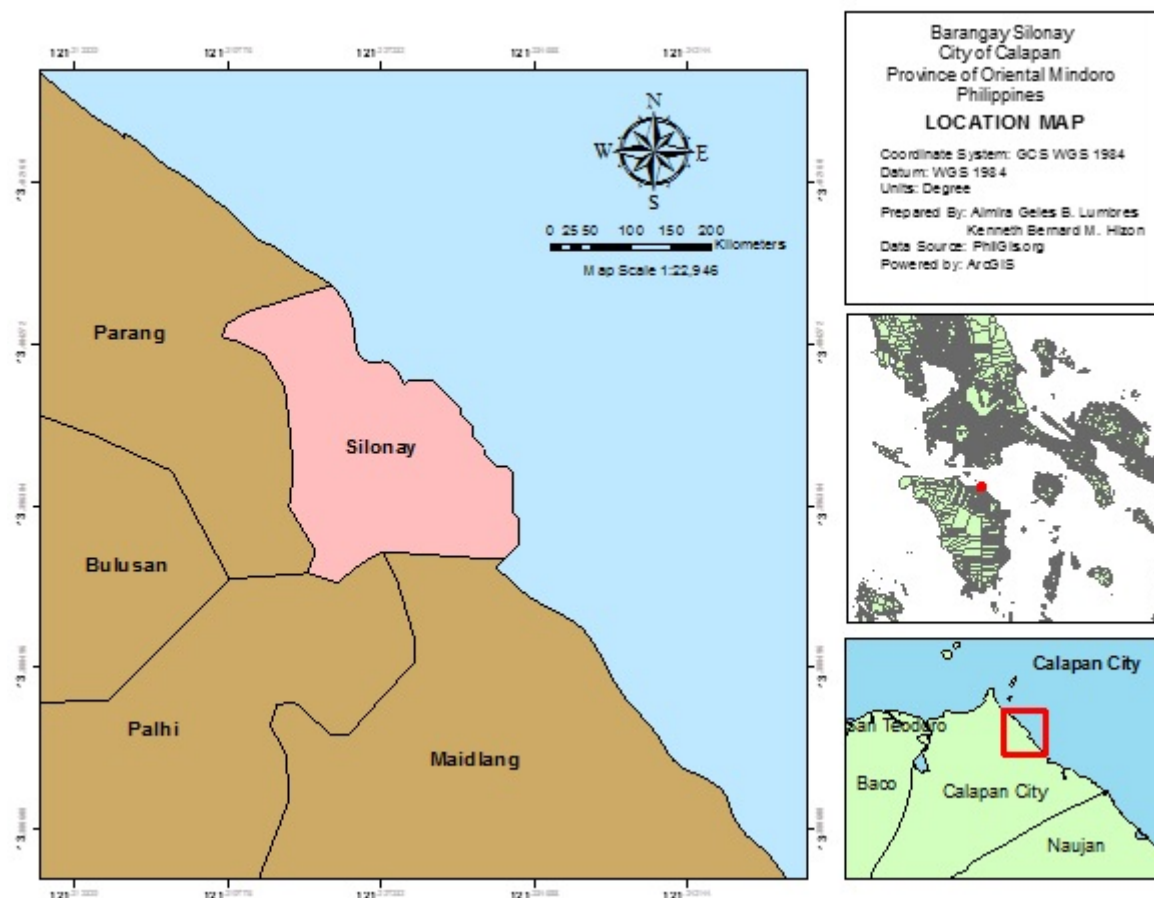 Barangay Silonay
City of Calapan
Province of Oriental Mindoro
Philippines
LOCATION MAP
Coordinate System: GCS WGS 1984
Datum: WGS 1984
Units: Degree
Prepared By: Almira Geles B. Lumbres
Kenneth Bernard M. Hizon
Data Source: PhilGis.org
Powered by: ArcGIS
N
W E
S
0 25 50 100 150 200
Kilometers
Map Scale 1:22,946
Parang
Silonay
Bulusan
Palhi
Maidlang
Calapan City
San Teodoro
Baco
Calapan City
Naujan